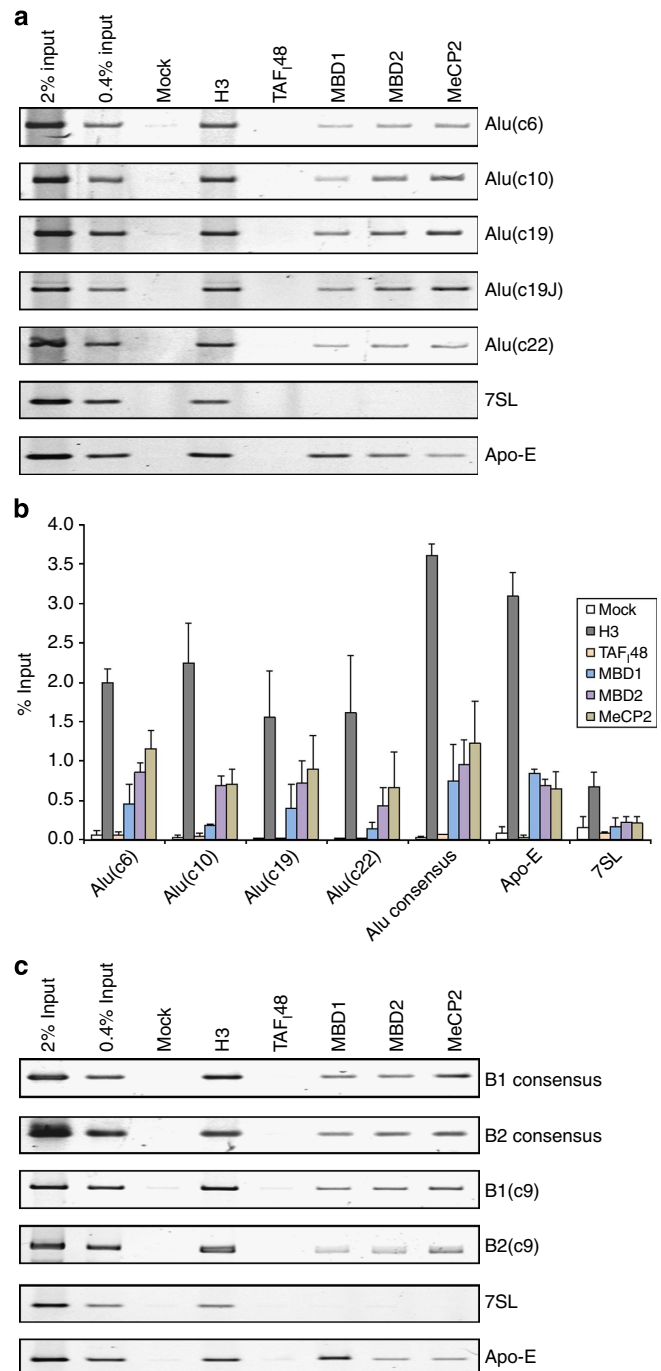 a
2% input
0.4% input
Mock
H3
TAFI48
MBD1
MBD2
MeCP2
Alu(c6)
Alu(c10)
Alu(c19)
Alu(c19J)
Alu(c22)
7SL
Apo-E
b
% Input
4.0
3.5
3.0
2.5
2.0
1.5
1.0
0.5
0.0
Mock
H3
TAFI48
MBD1
MBD2
MeCP2
Alu(c6)
Alu(c10)
Alu(c19)
Alu(c22)
Alu consensus
Apo-E
7SL
c
2% Input
0.4% Input
Mock
H3
TAFI48
MBD1
MBD2
MeCP2
B1 consensus
B2 consensus
B1(c9)
B2(c9)
7SL
Apo-E